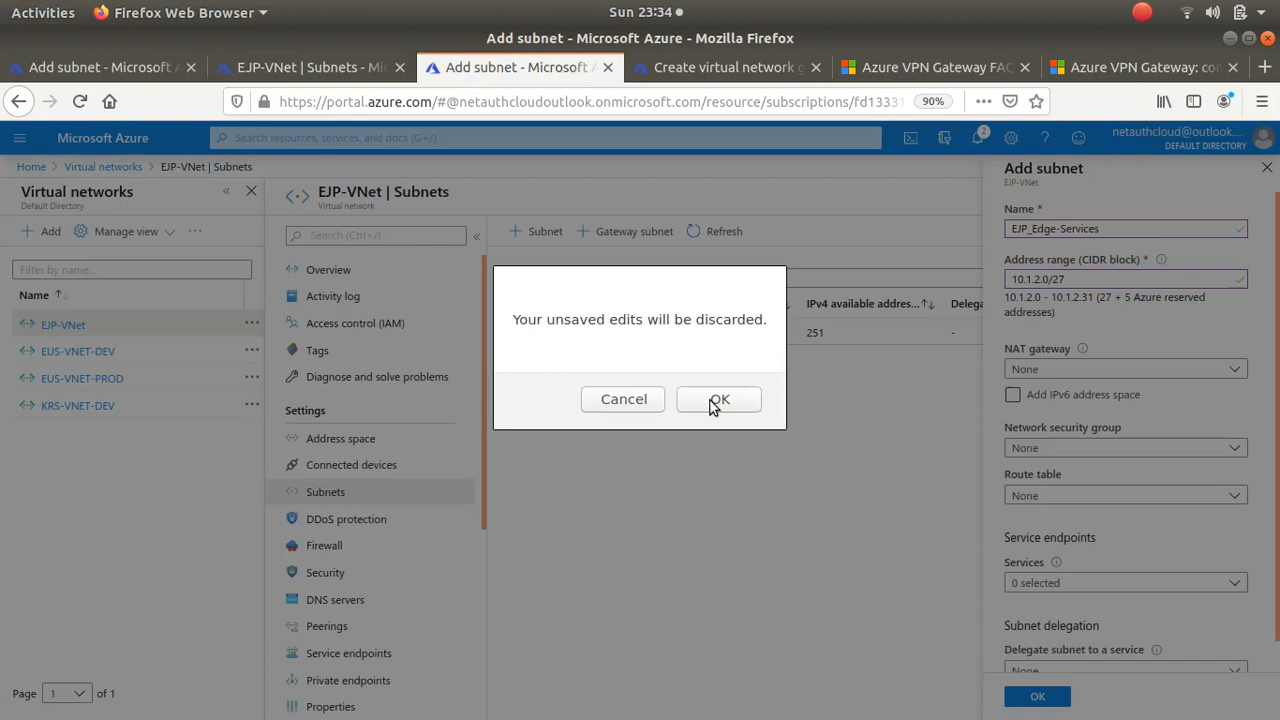 Activities
Firefox Web Browser
Sun 23:34
Add subnet - Microsoft Azure - Mozilla Firefox
Add subnet - Microsoft A
EJP-VNet | Subnets - Mic
Add subnet - Microsoft A
Create virtual network g
Azure VPN Gateway FAQ
Azure VPN Gateway: con
https://portal.azure.com/#@netauthcloudoutlook.onmicrosoft.com/resource/subscriptions/fd13331
90%
Microsoft Azure
Search resources, services, and docs (G+/)
2
netauthcloud@outlook....
DEFAULT DIRECTORY
Home
Virtual networks
EJP-VNet | Subnets
Virtual networks
Default Directory
Add
Manage view
Filter by name...
Name
EJP-VNet
EUS-VNET-DEV
EUS-VNET-PROD
KRS-VNET-DEV
Page
1
of 1
EJP-VNet | Subnets
Virtual network
Search (Ctrl+/)
Overview
Activity log
Access control (IAM)
Tags
Diagnose and solve problems
Settings
Address space
Connected devices
Subnets
DDoS protection
Firewall
Security
DNS servers
Peerings
Service endpoints
Private endpoints
Properties
Subnet
Gateway subnet
Refresh
IPv4 available addres...
Delega
251
-
Your unsaved edits will be discarded.
Cancel
OK
Add subnet
EJP-VNet
Name *
EJP_Edge-Services
Address range (CIDR block) *
10.1.2.0/27
10.1.2.0 - 10.1.2.31 (27 + 5 Azure reserved
addresses)
NAT gateway
None
Add IPv6 address space
Network security group
None
Route table
None
Service endpoints
Services
0 selected
Subnet delegation
Delegate subnet to a service
None
OK